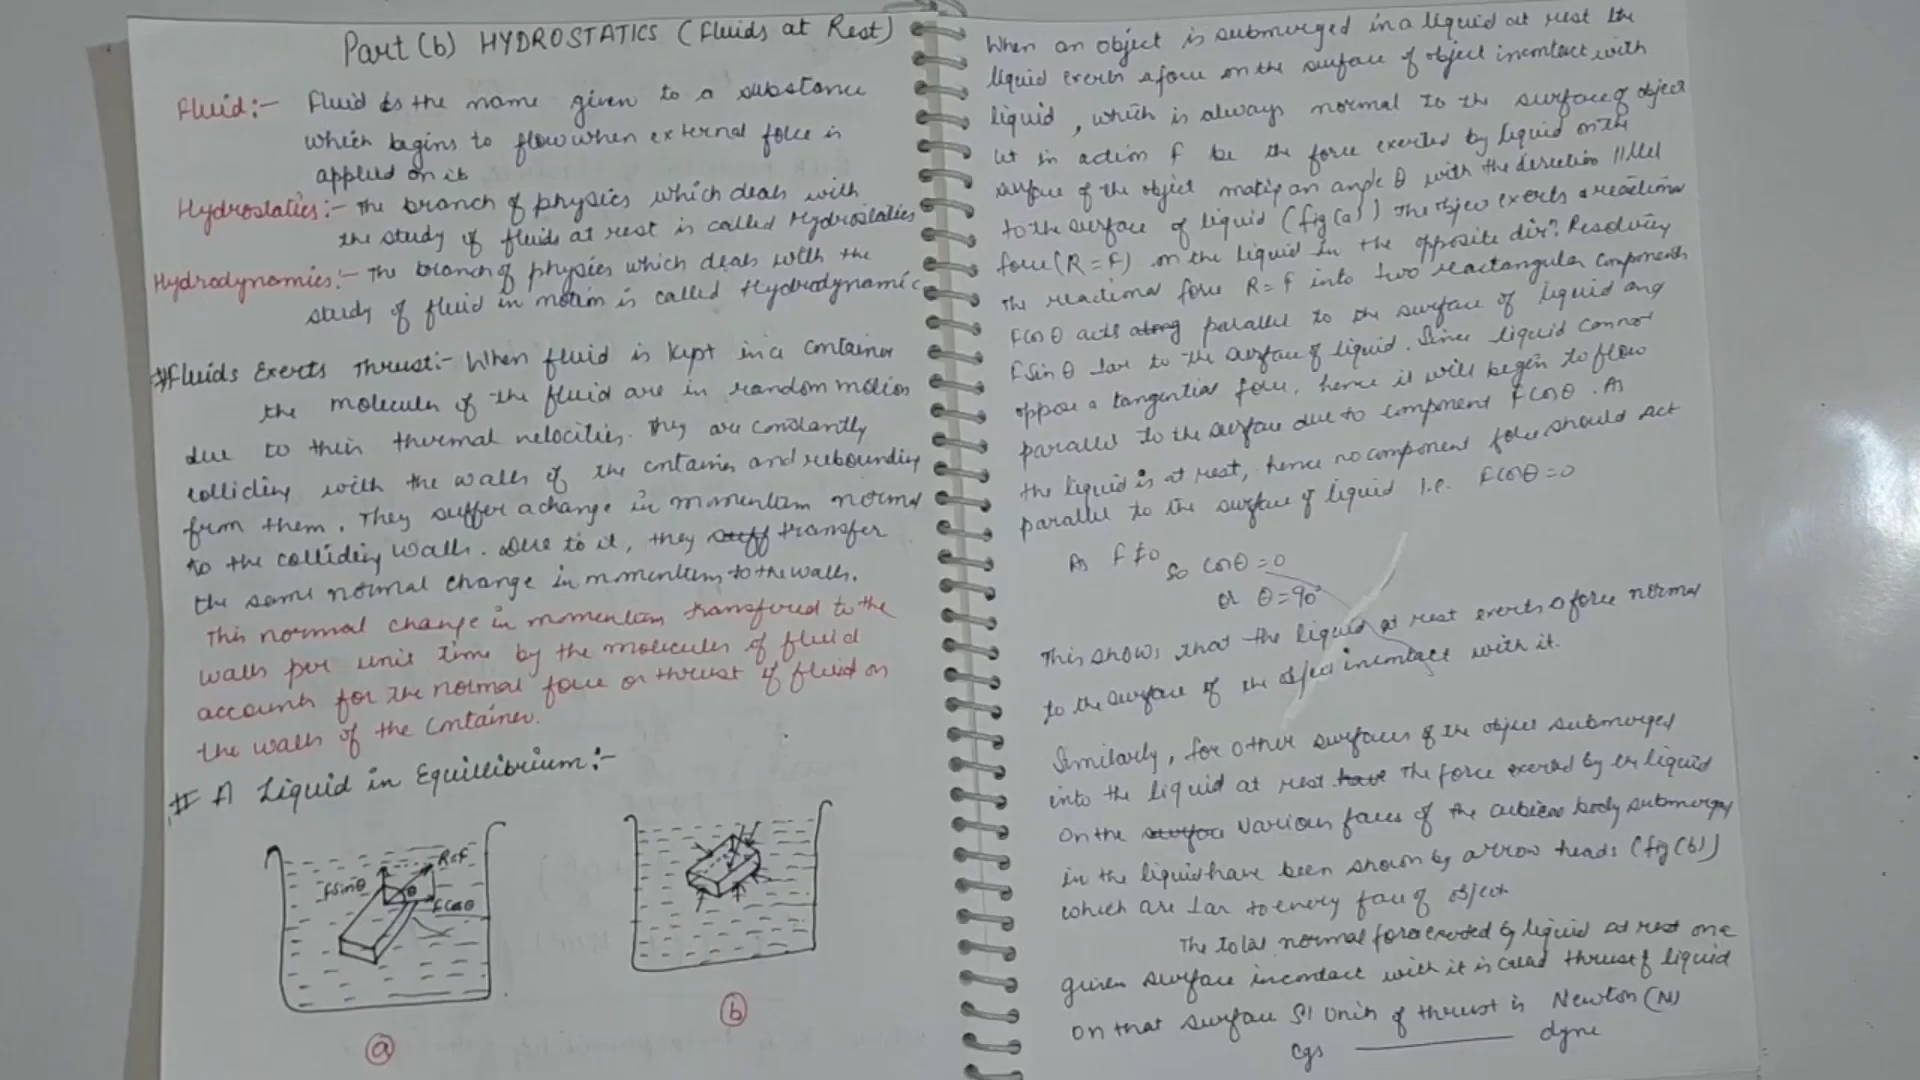 Part (b) HYDROSTATICS (Fluids at Rest)
Fluid:- Fluid is the name given to a substance
which begins to flow when external force is
applied on it
Hydrostatics:- The branch of physics which deals with
the study of fluids at rest is called Hydrostatics
Hydrodynamics:- The branch of physics which deals with the
study of fluid in motion is called Hydrodynamic
# Fluids Exerts Thrust:- When fluid is kept in a container
the molecules of the fluid are in random motion
due to their thermal velocities. They are constantly
colliding with the walls of the container and rebounding
from them. They suffer a change in momentum normal
to the colliding walls. Due to it, they transfer
the same normal change in momentum to the walls.
This normal change in momentum transfered to the
walls per unit time by the molecules of fluid
accounts for the normal force or thrust of fluid on
the walls of the container.
# A Liquid in Equillibrium:-
R=F
Fsinθ
θ
Fcosθ
a
b
When an object is submerged in a liquid at rest the
liquid exerts a force on the surface of object incontact with
liquid, which is always normal to the surface of object
let in action F be the force exerted by liquid on the
surface of the object making an angle θ with the direction ||llel
to the surface of liquid (fig(a)) The object exerts a reactional
force (R=F) on the liquid in the opposite dirn. Resolving
The reactional force R=F into two reactangular components
Fcosθ acts along parallel to the surface of liquid and
Fsinθ ⊥ar to the surface of liquid. Since liquid cannot
oppose a tangential force, hence it will begin to flow
parallel to the surface due to component Fcosθ. As
the liquid is at rest, hence no component force should act
parallel to the surface of liquid i.e. Fcosθ=0
As F≠0 So cosθ=0
or θ=90°
This shows that the liquid at rest exerts a force normal
to the surface of the object incontact with it.
Similarly, for other surfaces of the object submerged
into the liquid at rest have The force exerted by liquid
on the various faces of the cubical body submerged
in the liquid have been shown by arrow heads (fig(b))
which are ⊥ar to every face of
The total normal force exerted by liquid at rest on a
given surface incontact with it is called thrust of liquid
on that surface SI Unit of thrust is Newton (N)
cgs dyne